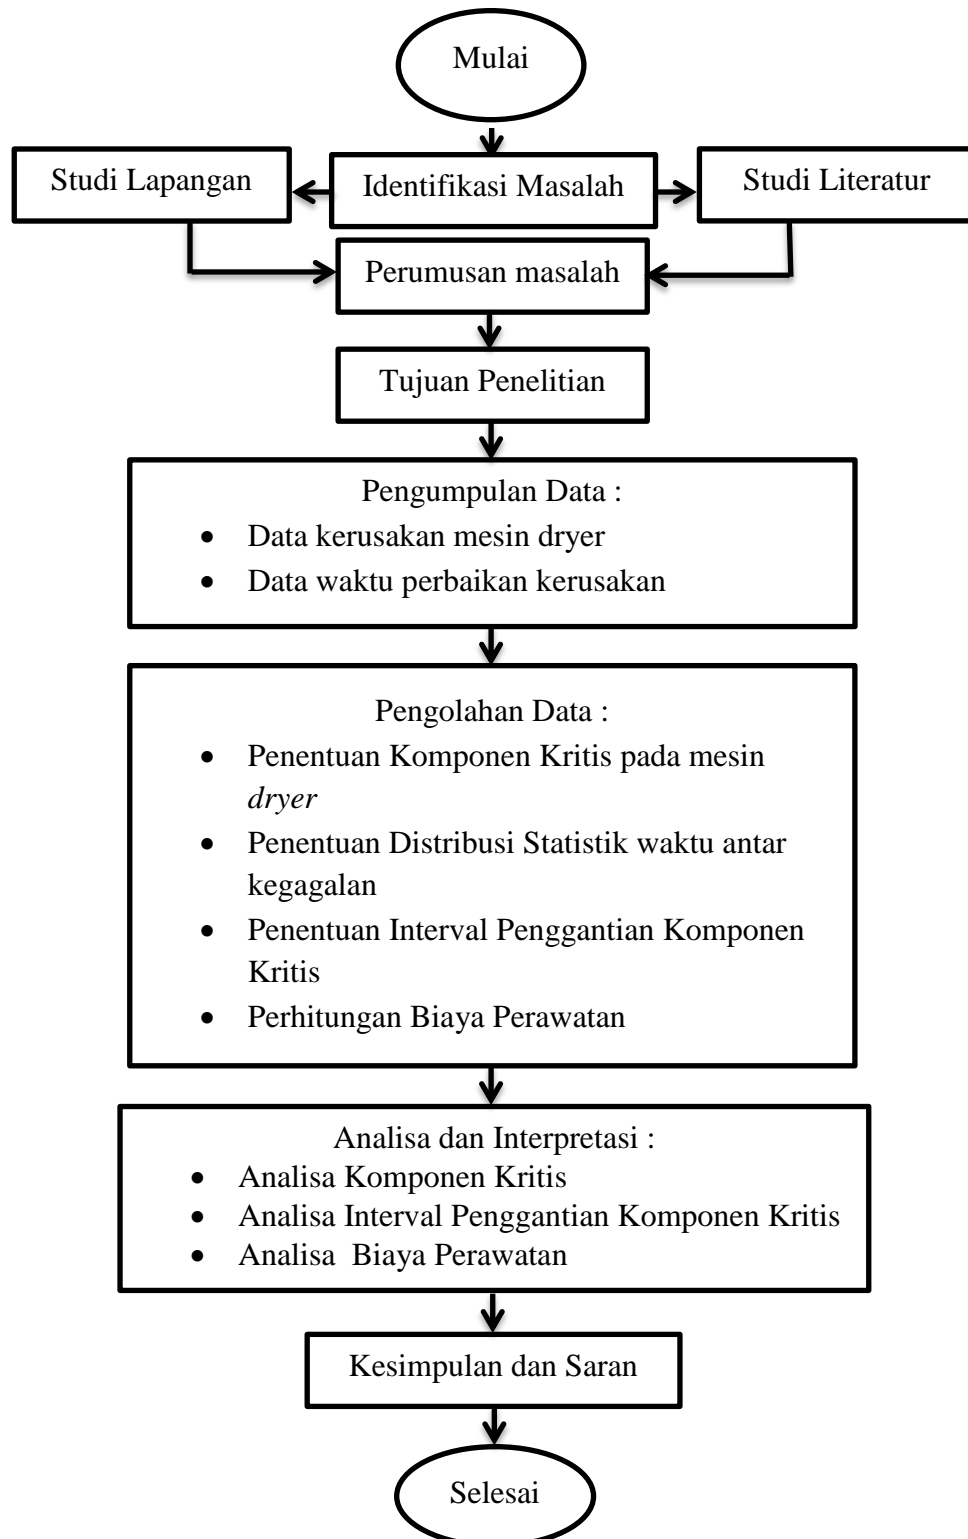 Mulai
Studi Lapangan
Identifikasi Masalah
Studi Literatur
Perumusan masalah
Tujuan Penelitian
Pengumpulan Data :
• Data kerusakan mesin dryer
• Data waktu perbaikan kerusakan
Pengolahan Data :
• Penentuan Komponen Kritis pada mesin
dryer
• Penentuan Distribusi Statistik waktu antar
kegagalan
• Penentuan Interval Penggantian Komponen
Kritis
• Perhitungan Biaya Perawatan
Analisa dan Interpretasi :
• Analisa Komponen Kritis
• Analisa Interval Penggantian Komponen Kritis
• Analisa  Biaya Perawatan
Kesimpulan dan Saran
Selesai